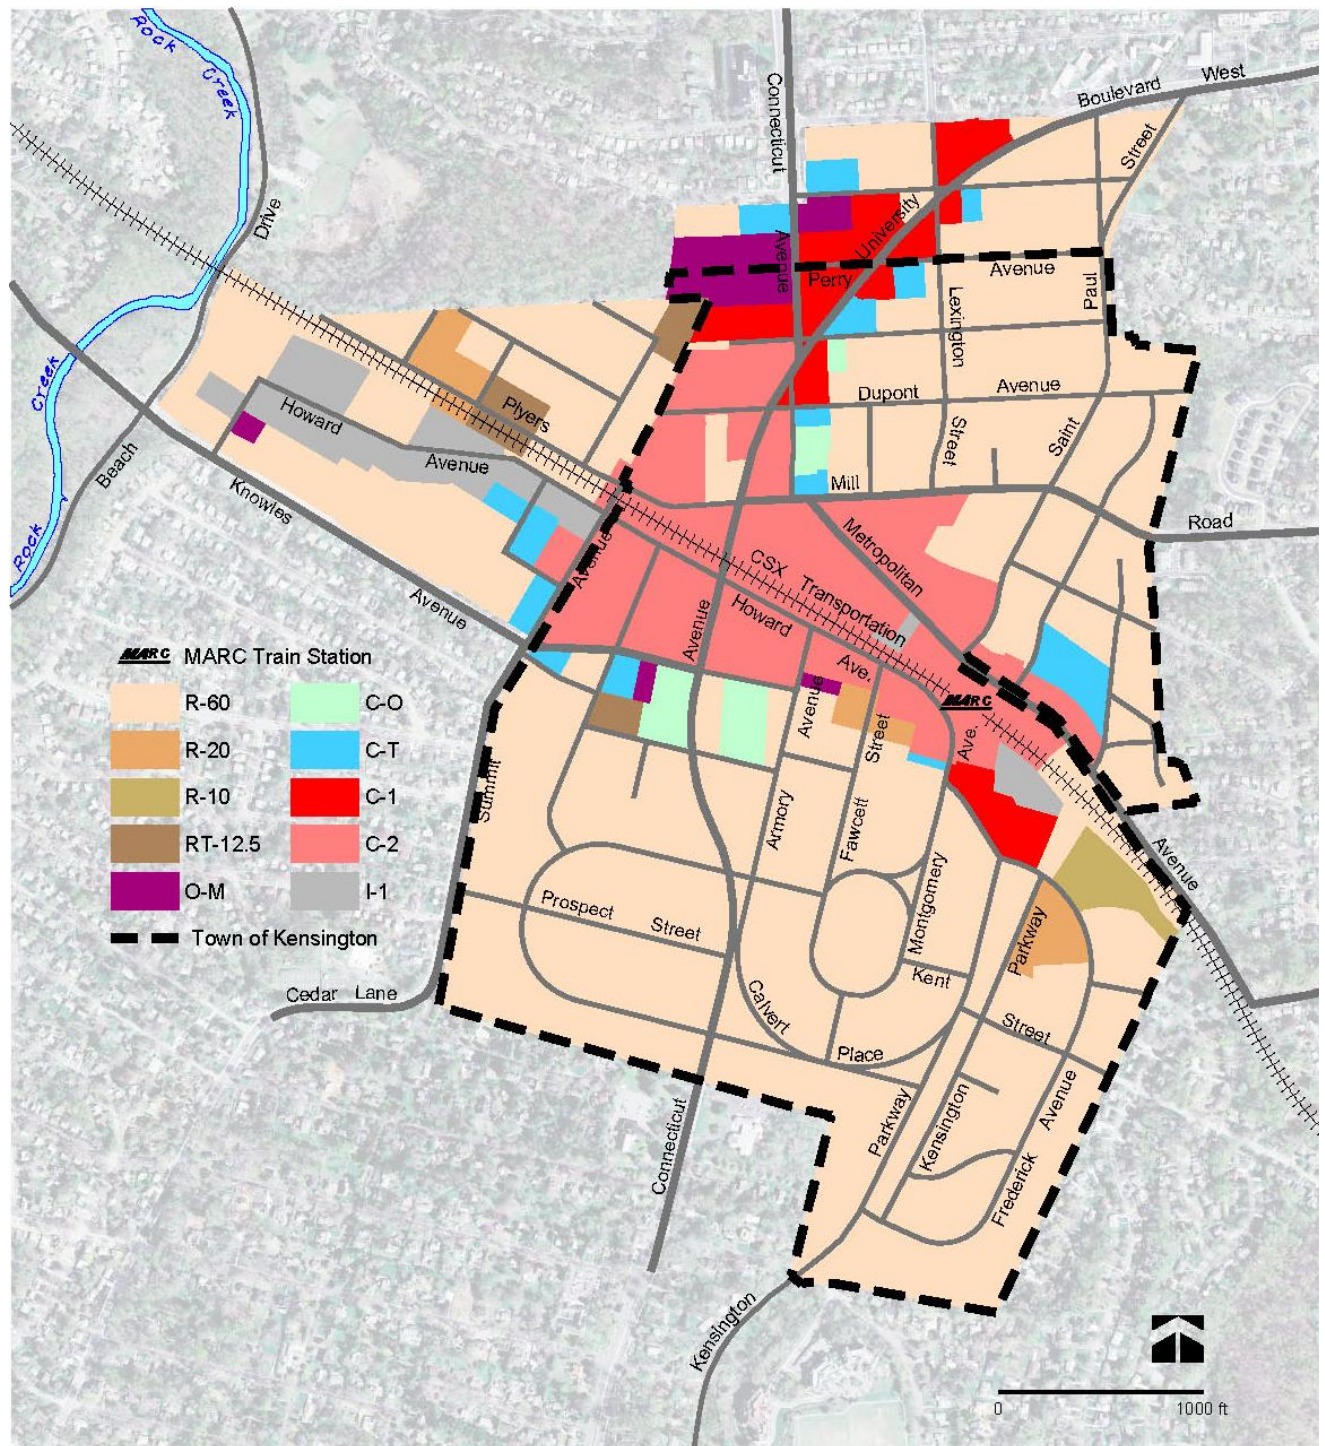 Rock
Creek
Connecticut
Boulevard
West
Street
Drive
University
Avenue
Perry
Avenue
Paul
Lexington
Creek
Dupont
Avenue
Plyers
Howard
Avenue
Street
Saint
Beach
Knowles
Mill
Road
Metropolitan
Rock
CSX
Transportation
Avenue
Avenue
Avenue
Howard
Ave.
MARC MARC Train Station
R-60
C-O
R-20
C-T
R-10
C-1
RT-12.5
C-2
O-M
I-1
Town of Kensington
MARC
Avenue
Street
Ave.
Summit
Armory
Fawcett
Montgomery
Avenue
Prospect
Street
Parkway
Kent
Cedar Lane
Calvert
Place
Street
Avenue
Connecticut
Parkway
Kensington
Frederick
Kensington
0
1000 ft